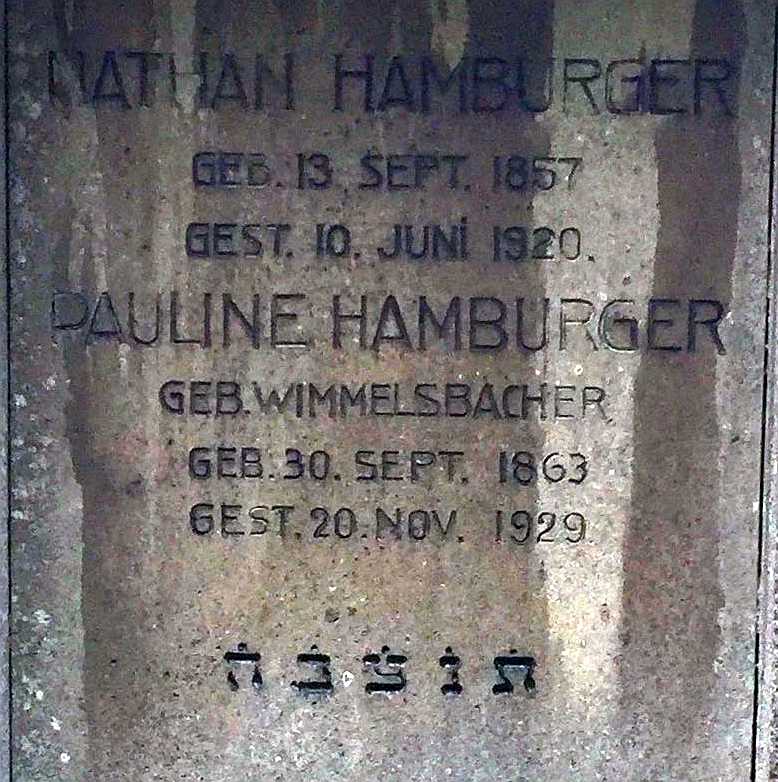 NATHAN HAMBURGER
GEB. 13. SEPT. 1857
GEST. 10. JUNI 1920.
PAULINE HAMBURGER
GEB. WIMMELSBACHER
GEB. 30. SEPT. 1863
GEST. 20. NOV. 1929.
תנצבה